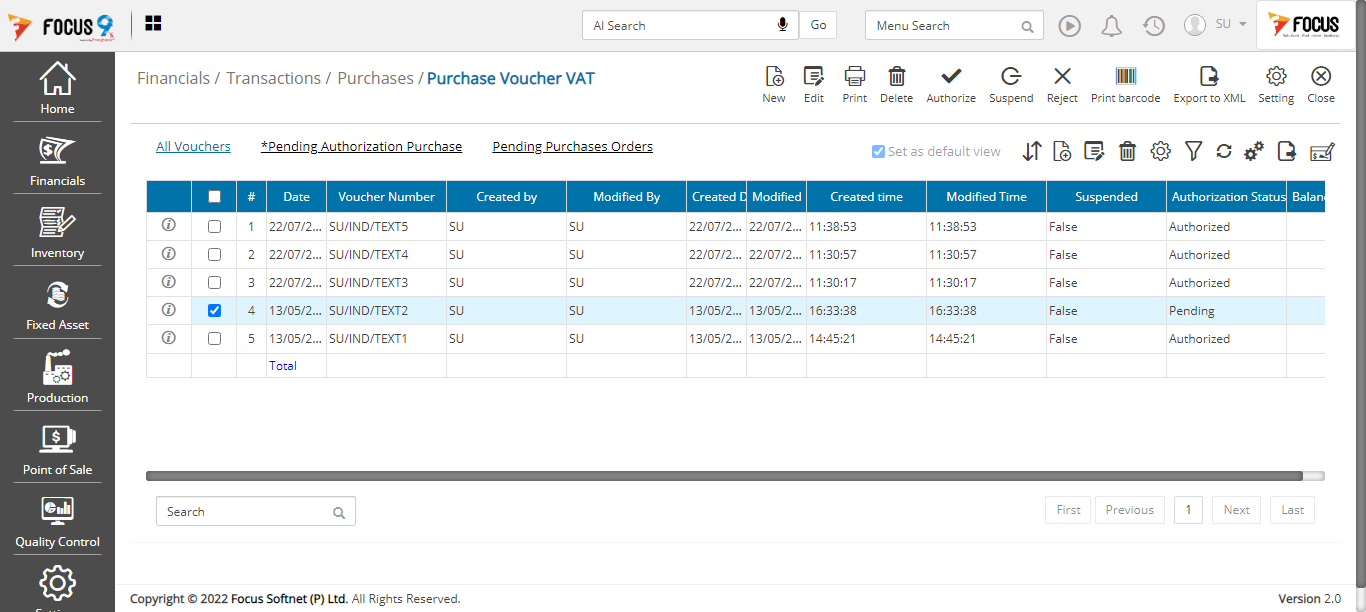 FOCUS 9
AI Search Go Menu Search SU FOCUS
Financials / Transactions / Purchases / Purchase Voucher VAT
New Edit Print Delete Authorize Suspend Reject Print barcode Export to XML Setting Close
All Vouchers *Pending Authorization Purchase Pending Purchases Orders Set as default view
# Date Voucher Number Created by Modified By Created D Modified Created time Modified Time Suspended Authorization Status Balan
1 22/07/2... SU/IND/TEXT5 SU SU 22/07/2... 22/07/2... 11:38:53 11:38:53 False Authorized
2 22/07/2... SU/IND/TEXT4 SU SU 22/07/2... 22/07/2... 11:30:57 11:30:57 False Authorized
3 22/07/2... SU/IND/TEXT3 SU SU 22/07/2... 22/07/2... 11:30:17 11:30:17 False Authorized
4 13/05/2... SU/IND/TEXT2 SU SU 13/05/2... 13/05/2... 16:33:38 16:33:38 False Pending
5 13/05/2... SU/IND/TEXT1 SU SU 13/05/2... 13/05/2... 14:45:21 14:45:21 False Authorized
Total
Search First Previous 1 Next Last
Home
Financials
Inventory
Fixed Asset
Production
Point of Sale
Quality Control
Copyright © 2022 Focus Softnet (P) Ltd. All Rights Reserved. Version 2.0